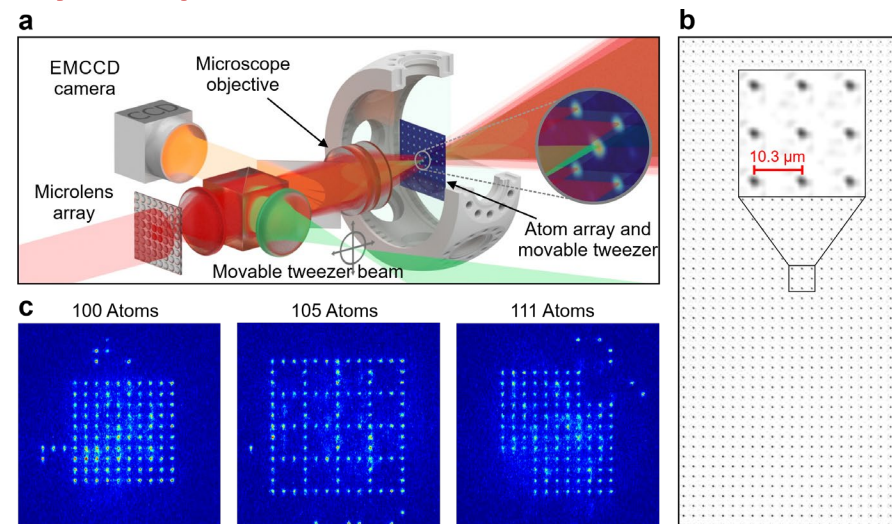 a
EMCCD
camera
Microscope
objective
CCD
Microlens
array
Movable tweezer beam
Atom array and
movable tweezer
b
10.3 µm
c
100 Atoms
105 Atoms
111 Atoms